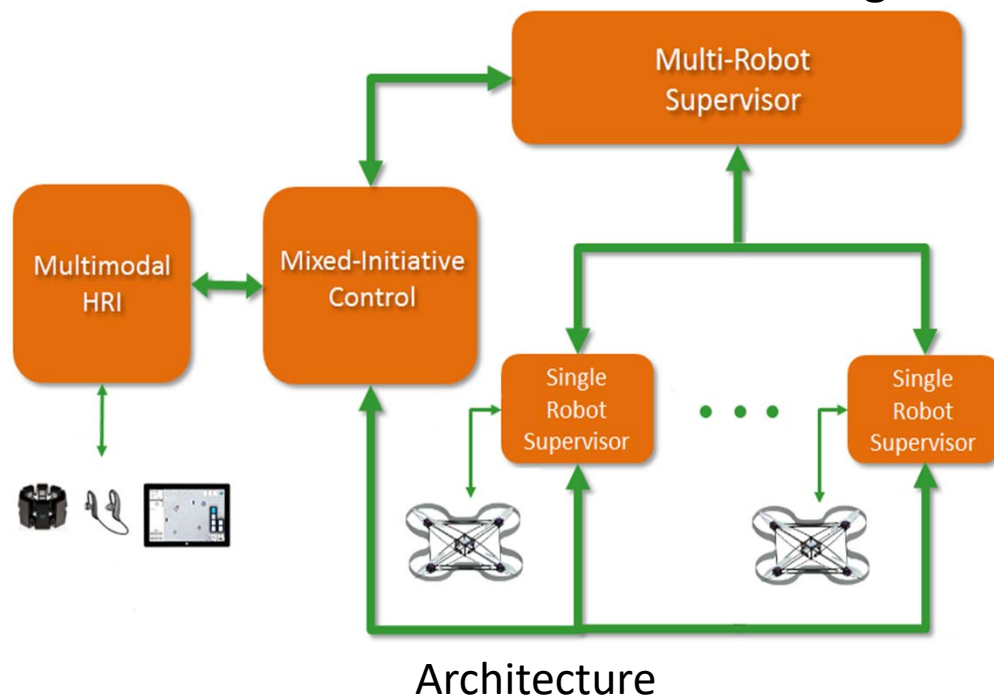 Multi-Robot
Supervisor
Multimodal
HRI
Mixed-Initiative
Control
Single
Robot
Supervisor
Single
Robot
Supervisor
Architecture